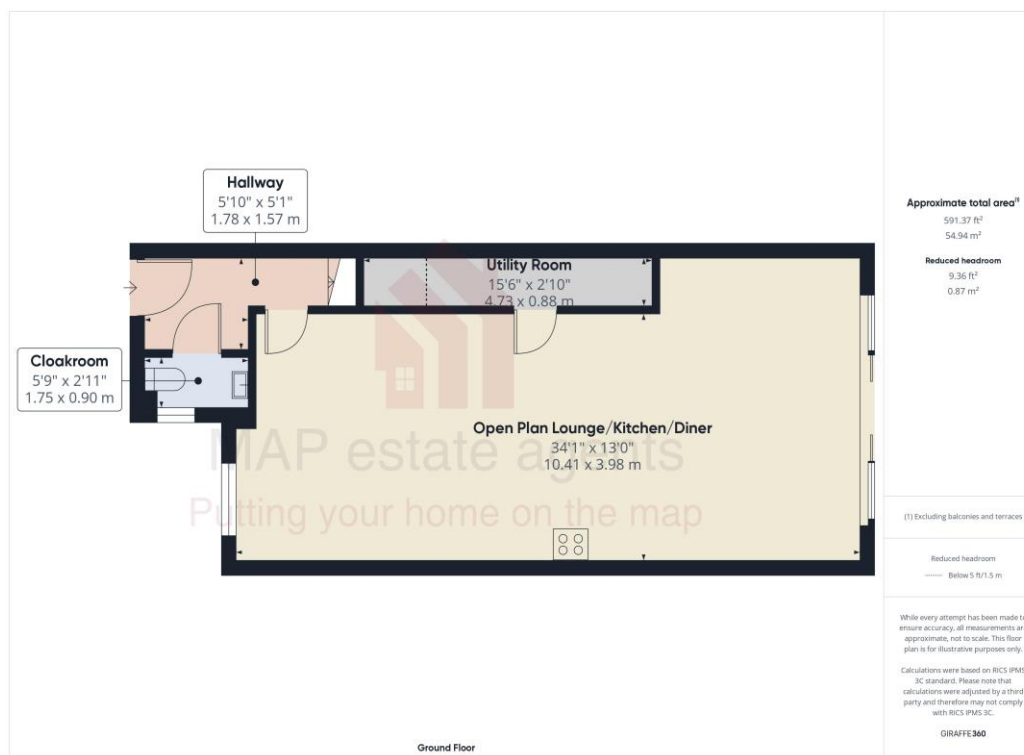 Hallway
5'10" x 5'1"
1.78 x 1.57 m
Utility Room
15'6" x 2'10"
4.73 x 0.88 m
Cloakroom
5'9" x 2'11"
1.75 x 0.90 m
Open Plan Lounge/Kitchen/Diner
34'1" x 13'0"
10.41 x 3.98 m
MAP estate agents
Putting your home on the map
Ground Floor
Approximate total area⁽¹⁾
591.37 ft²
54.94 m²
Reduced headroom
9.36 ft²
0.87 m²
(1) Excluding balconies and terraces
Reduced headroom
Below 5 ft/1.5 m
While every attempt has been made to
ensure accuracy, all measurements are
approximate, not to scale. This floor
plan is for illustrative purposes only.
Calculations were based on RICS IPMS
3C standard. Please note that
calculations were adjusted by a third
party and therefore may not comply
with RICS IPMS 3C.
GIRAFFE360